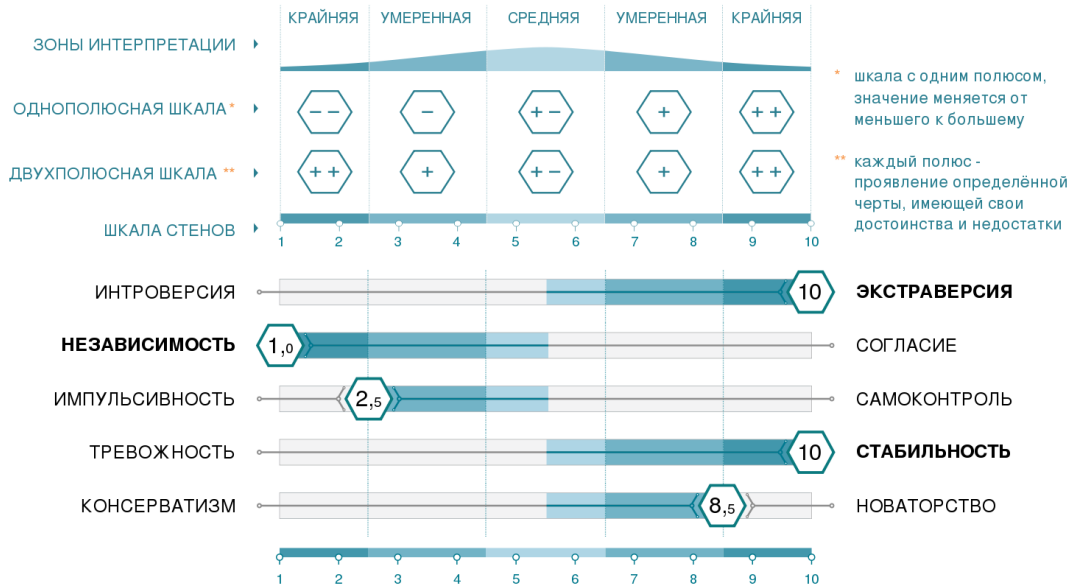 КРАЙНЯЯ УМЕРЕННАЯ СРЕДНЯЯ УМЕРЕННАЯ КРАЙНЯЯ
ЗОНЫ ИНТЕРПРЕТАЦИИ
ОДНОПОЛЮСНАЯ ШКАЛА * − − − + − + + +
* шкала с одним полюсом,
значение меняется от
меньшего к большему
ДВУХПОЛЮСНАЯ ШКАЛА ** + + + + − + + +
** каждый полюс -
проявление определённой
черты, имеющей свои
достоинства и недостатки
ШКАЛА СТЕНОВ
1 2 3 4 5 6 7 8 9 10
ИНТРОВЕРСИЯ 10 ЭКСТРАВЕРСИЯ
НЕЗАВИСИМОСТЬ 1,0 СОГЛАСИЕ
ИМПУЛЬСИВНОСТЬ 2,5 САМОКОНТРОЛЬ
ТРЕВОЖНОСТЬ 10 СТАБИЛЬНОСТЬ
КОНСЕРВАТИЗМ 8,5 НОВАТОРСТВО
1 2 3 4 5 6 7 8 9 10